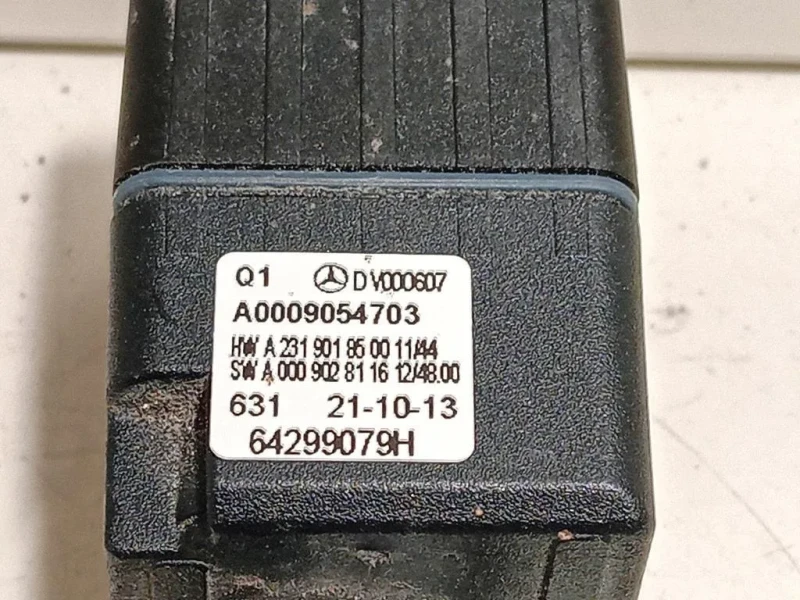 Q1 DV000607
A0009054703
HW A 231 901 85 00 11/44
SW A 000 902 81 16 12/48.00
631 21-10-13
64299079H